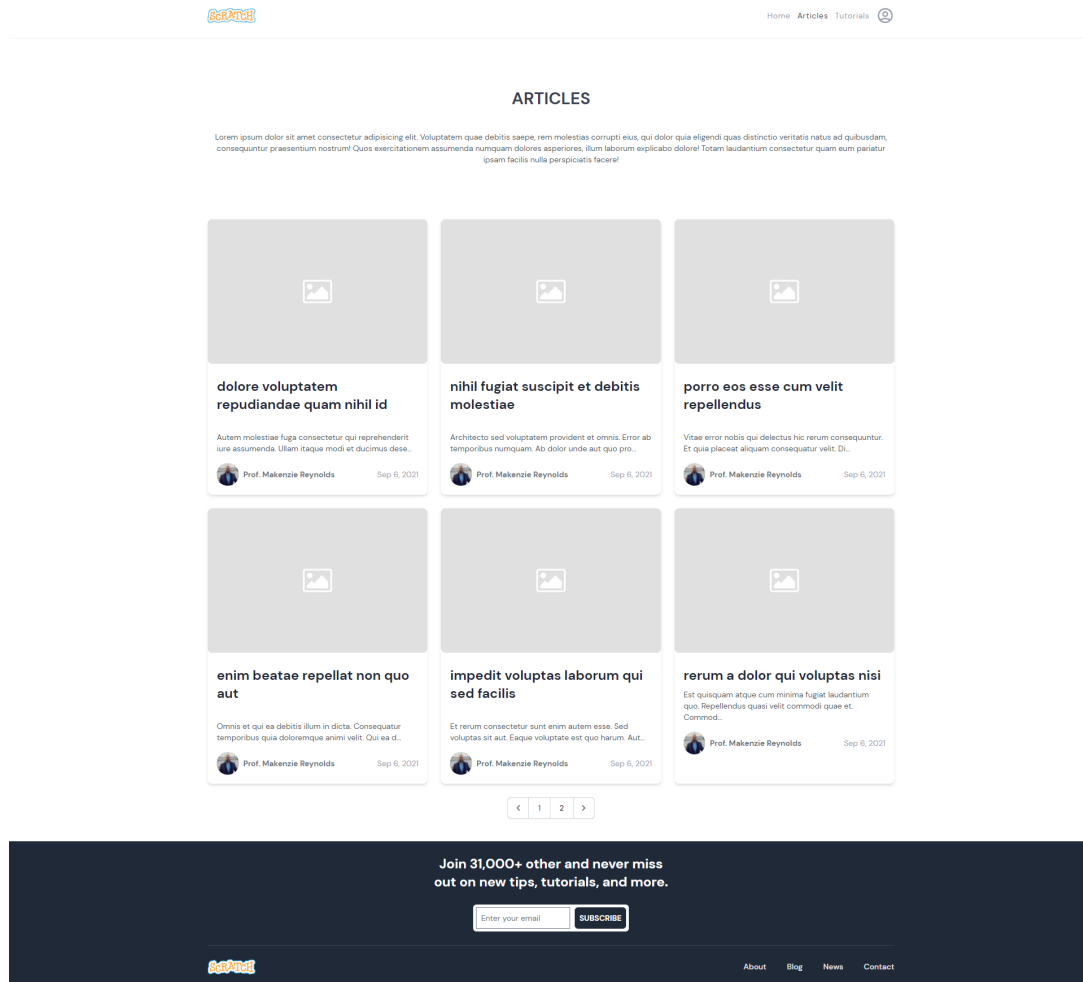 SCRATCH
Home Articles Tutorials
ARTICLES
Lorem ipsum dolor sit amet consectetur adipisicing elit. Voluptatem quae debitis saepe, rem molestias corrupti eius, qui dolor quia eligendi quas distinctio veritatis natus ad quibusdam,
consequuntur praesentium nostrum! Quos exercitationem assumenda numquam dolores asperiores, illum laborum explicabo dolore! Totam laudantium consectetur quam eum pariatur
ipsam facilis nulla perspiciatis facere!
dolore voluptatem
repudiandae quam nihil id
Autem molestiae fuga consectetur qui reprehenderit
iure assumenda. Ullam itaque modi et ducimus dese...
Prof. Makenzie Reynolds Sep 6, 2021
nihil fugiat suscipit et debitis
molestiae
Architecto sed voluptatem provident et omnis. Error ab
temporibus numquam. Ab dolor unde aut quo pro...
Prof. Makenzie Reynolds Sep 6, 2021
porro eos esse cum velit
repellendus
Vitae error nobis qui delectus hic rerum consequuntur.
Et quia placeat aliquam consequatur velit. Di...
Prof. Makenzie Reynolds Sep 6, 2021
enim beatae repellat non quo
aut
Omnis et qui ea debitis illum in dicta. Consequatur
temporibus quia doloremque animi velit. Qui ea d...
Prof. Makenzie Reynolds Sep 6, 2021
impedit voluptas laborum qui
sed facilis
Et rerum consectetur sunt enim autem esse. Sed
voluptas sit aut. Eaque voluptate est quo harum. Aut...
Prof. Makenzie Reynolds Sep 6, 2021
rerum a dolor qui voluptas nisi
Est quisquam atque cum minima fugiat laudantium
quo. Repellendus quasi velit commodi quae et.
Commod...
Prof. Makenzie Reynolds Sep 6, 2021
1 2
Join 31,000+ other and never miss
out on new tips, tutorials, and more.
Enter your email SUBSCRIBE
SCRATCH
About Blog News Contact